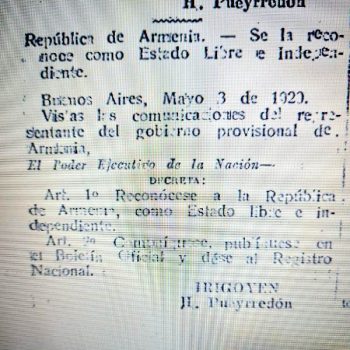 H. Pueyrredón
República de Armenia. — Se la reco-
noce como Estado Libre e Indepen-
diente.
Buenos Aires, Mayo 3 de 1920.
Vistas las comunicaciones del repre-
sentante del gobierno provisional de
Armenia,
El Poder Ejecutivo de la Nación—
DECRETA:
Art. 1º Reconócese a la República
de Armenia, como Estado libre e in-
dependiente.
Art. 2º Comuníquese, publíquese en
el Boletín Oficial y dése al Registro
Nacional.
IRIGOYEN
H. Pueyrredón